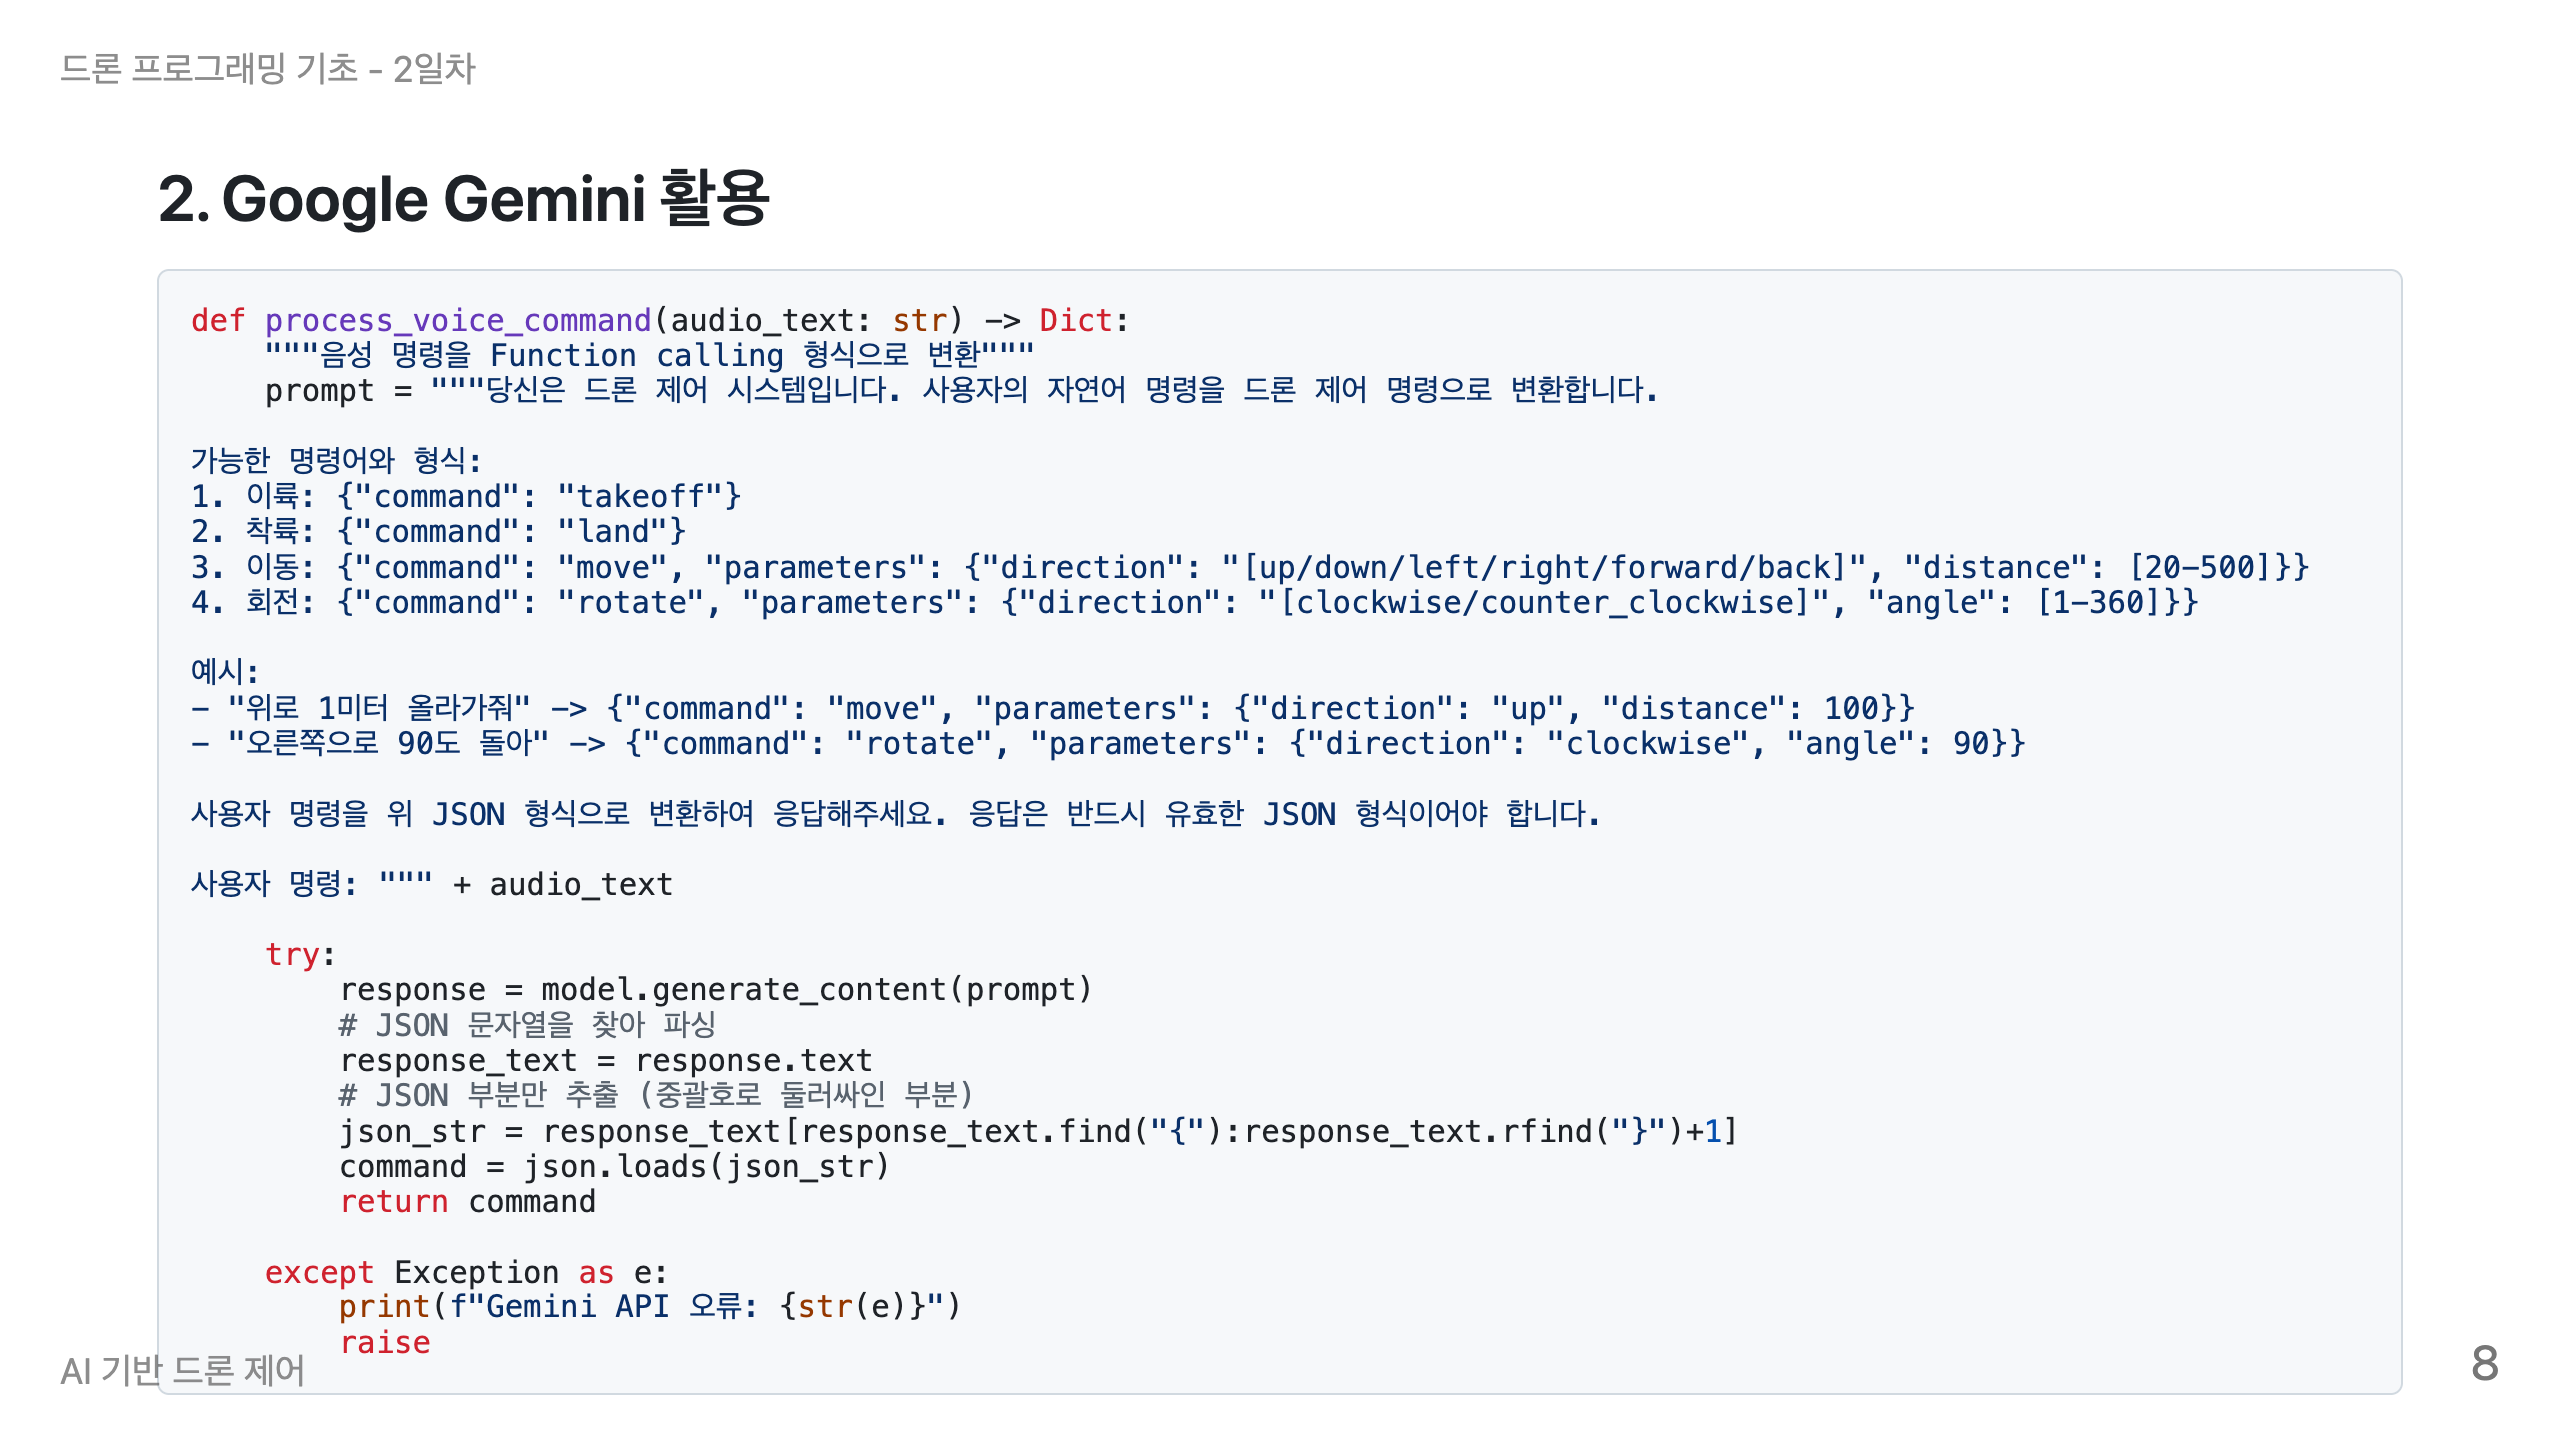 드론 프로그래밍 기초 - 2일차
2. Google Gemini 활용
def process_voice_command(audio_text: str) -> Dict:
    """음성 명령을 Function calling 형식으로 변환"""
    prompt = """당신은 드론 제어 시스템입니다. 사용자의 자연어 명령을 드론 제어 명령으로 변환합니다.

가능한 명령어와 형식:
1. 이륙: {"command": "takeoff"}
2. 착륙: {"command": "land"}
3. 이동: {"command": "move", "parameters": {"direction": "[up/down/left/right/forward/back]", "distance": [20-500]}}
4. 회전: {"command": "rotate", "parameters": {"direction": "[clockwise/counter_clockwise]", "angle": [1-360]}}

예시:
- "위로 1미터 올라가줘" -> {"command": "move", "parameters": {"direction": "up", "distance": 100}}
- "오른쪽으로 90도 돌아" -> {"command": "rotate", "parameters": {"direction": "clockwise", "angle": 90}}

사용자 명령을 위 JSON 형식으로 변환하여 응답해주세요. 응답은 반드시 유효한 JSON 형식이어야 합니다.

사용자 명령: """ + audio_text

    try:
        response = model.generate_content(prompt)
        # JSON 문자열을 찾아 파싱
        response_text = response.text
        # JSON 부분만 추출 (중괄호로 둘러싸인 부분)
        json_str = response_text[response_text.find("{"):response_text.rfind("}")+1]
        command = json.loads(json_str)
        return command

    except Exception as e:
        print(f"Gemini API 오류: {str(e)}")
        raise
AI 기반 드론 제어
8